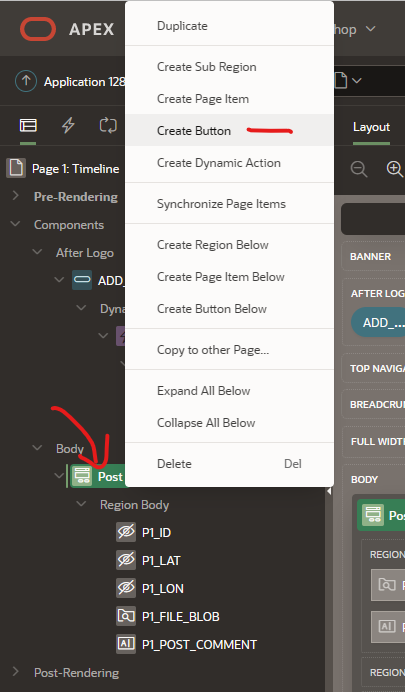 APEX
hop
Application 128
Page 1: Timeline
Pre-Rendering
Components
After Logo
ADD_
Dyna
Body
Post
Region Body
P1_ID
P1_LAT
P1_LON
P1_FILE_BLOB
P1_POST_COMMENT
Post-Rendering
Duplicate
Create Sub Region
Create Page Item
Create Button
Create Dynamic Action
Synchronize Page Items
Create Region Below
Create Page Item Below
Create Button Below
Copy to other Page...
Expand All Below
Collapse All Below
Delete Del
Layout
BANNER
AFTER LOG
ADD_...
TOP NAVIGA
BREADCRU
FULL WIDTH
BODY
Pos
REGION
REGION